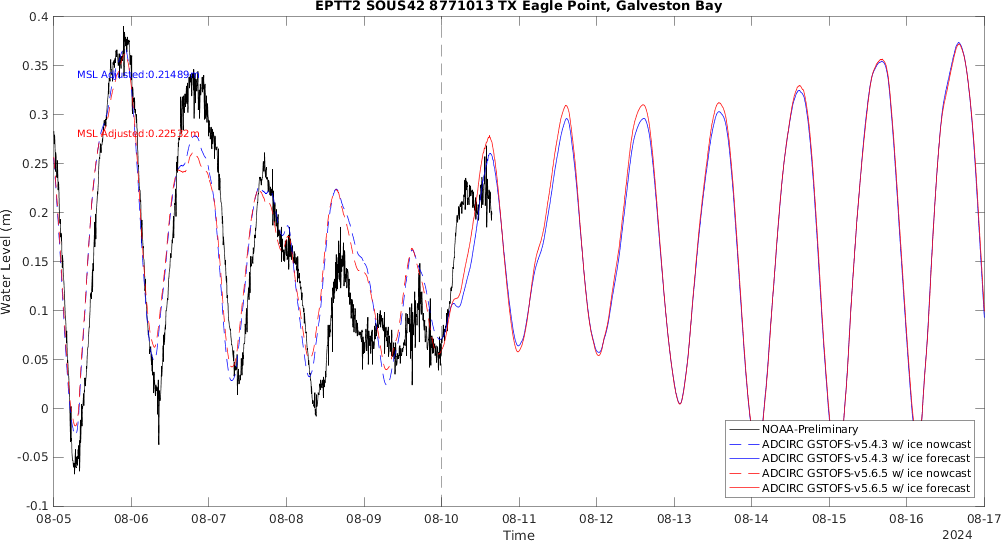 EPTT2 SOUS42 8771013 TX Eagle Point, Galveston Bay
0.4
0.35
0.3
0.25
0.2
0.15
0.1
0.05
0
-0.05
-0.1
Water Level (m)
MSL Adjusted:0.21489m
MSL Adjusted:0.22512m
NOAA-Preliminary
ADCIRC GSTOFS-v5.4.3 w/ ice nowcast
ADCIRC GSTOFS-v5.4.3 w/ ice forecast
ADCIRC GSTOFS-v5.6.5 w/ ice nowcast
ADCIRC GSTOFS-v5.6.5 w/ ice forecast
08-05 08-06 08-07 08-08 08-09 08-10 08-11 08-12 08-13 08-14 08-15 08-16 08-17
Time
2024